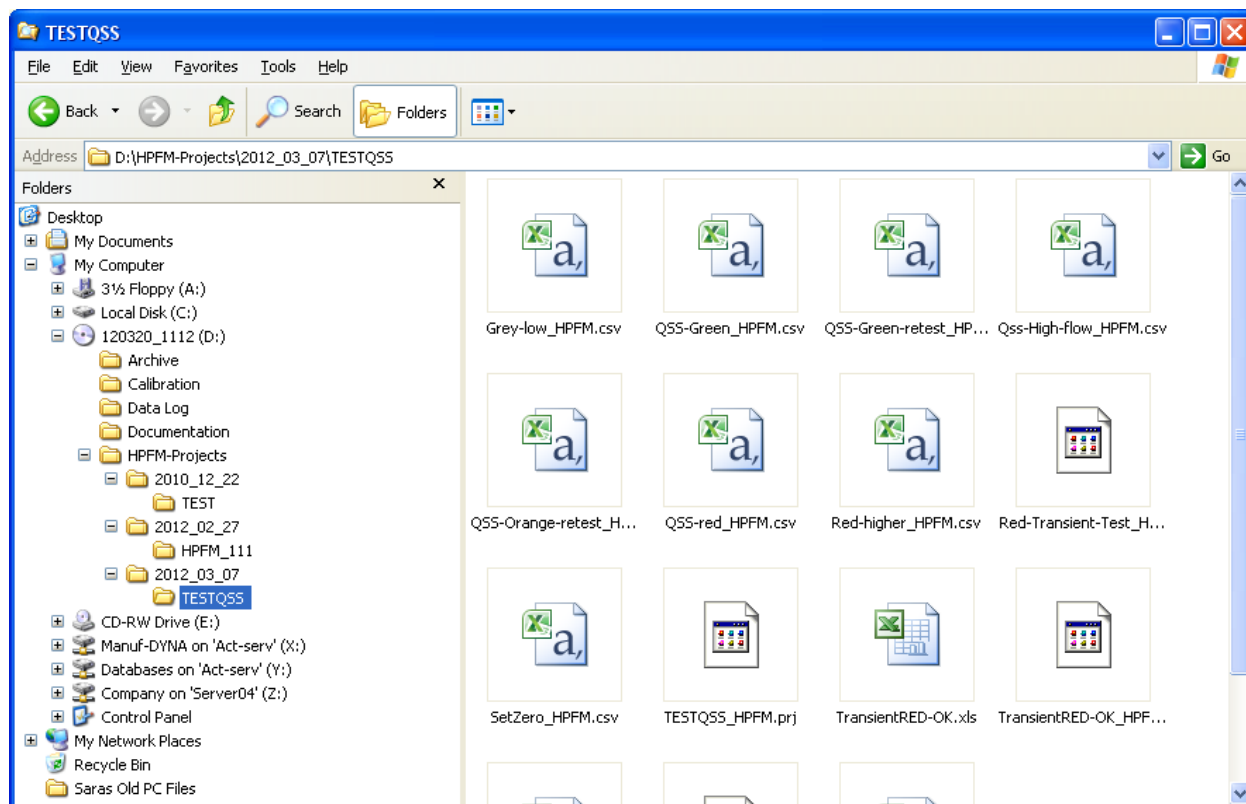 TESTQSS
File Edit View Favorites Tools Help
Back Search Folders
Address D:\HPFM-Projects\2012_03_07\TESTQSS Go
Folders
Desktop
My Documents
My Computer
3½ Floppy (A:)
Local Disk (C:)
120320_1112 (D:)
Archive
Calibration
Data Log
Documentation
HPFM-Projects
2010_12_22
TEST
2012_02_27
HPFM_111
2012_03_07
TESTQSS
CD-RW Drive (E:)
Manuf-DYNA on 'Act-serv' (X:)
Databases on 'Act-serv' (Y:)
Company on 'Server04' (Z:)
Control Panel
My Network Places
Recycle Bin
Saras Old PC Files
Grey-low_HPFM.csv QSS-Green_HPFM.csv QSS-Green-retest_HP... Qss-High-flow_HPFM.csv
QSS-Orange-retest_H... QSS-red_HPFM.csv Red-higher_HPFM.csv Red-Transient-Test_H...
SetZero_HPFM.csv TESTQSS_HPFM.prj TransientRED-OK.xls TransientRED-OK_HPF...